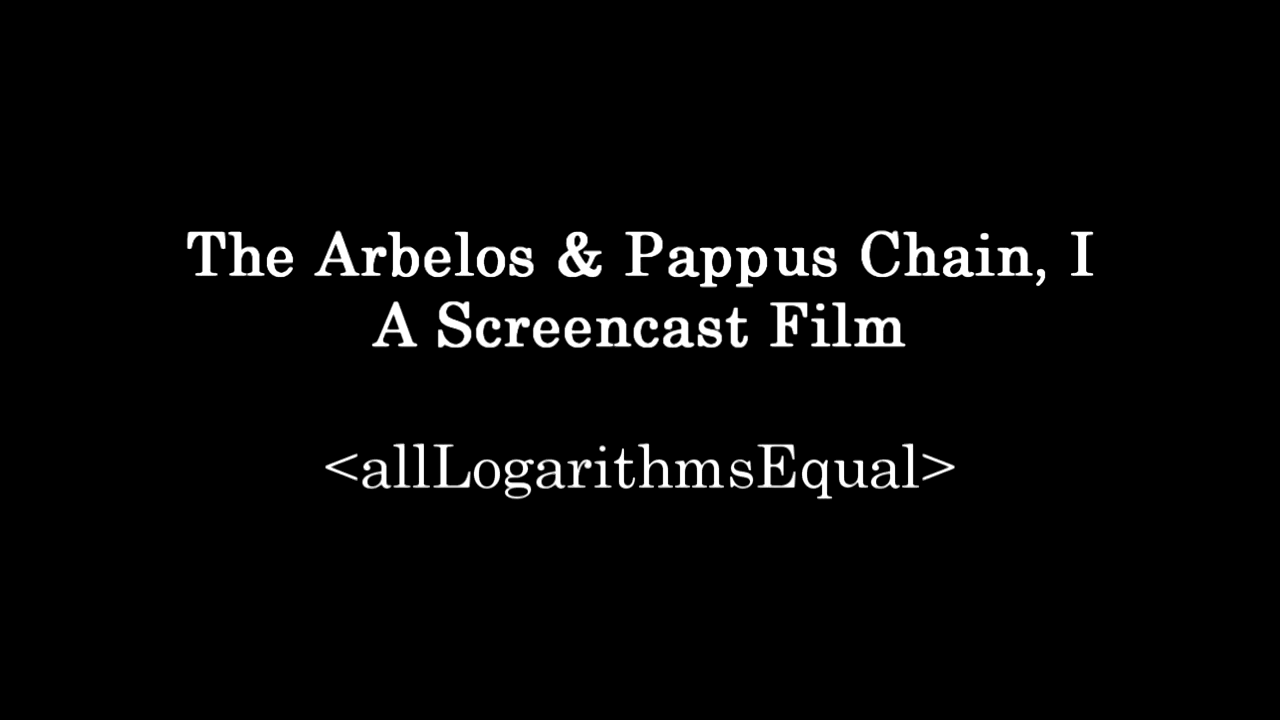 The Arbelos & Pappus Chain, I
A Screencast Film
<allLogarithmsEqual>